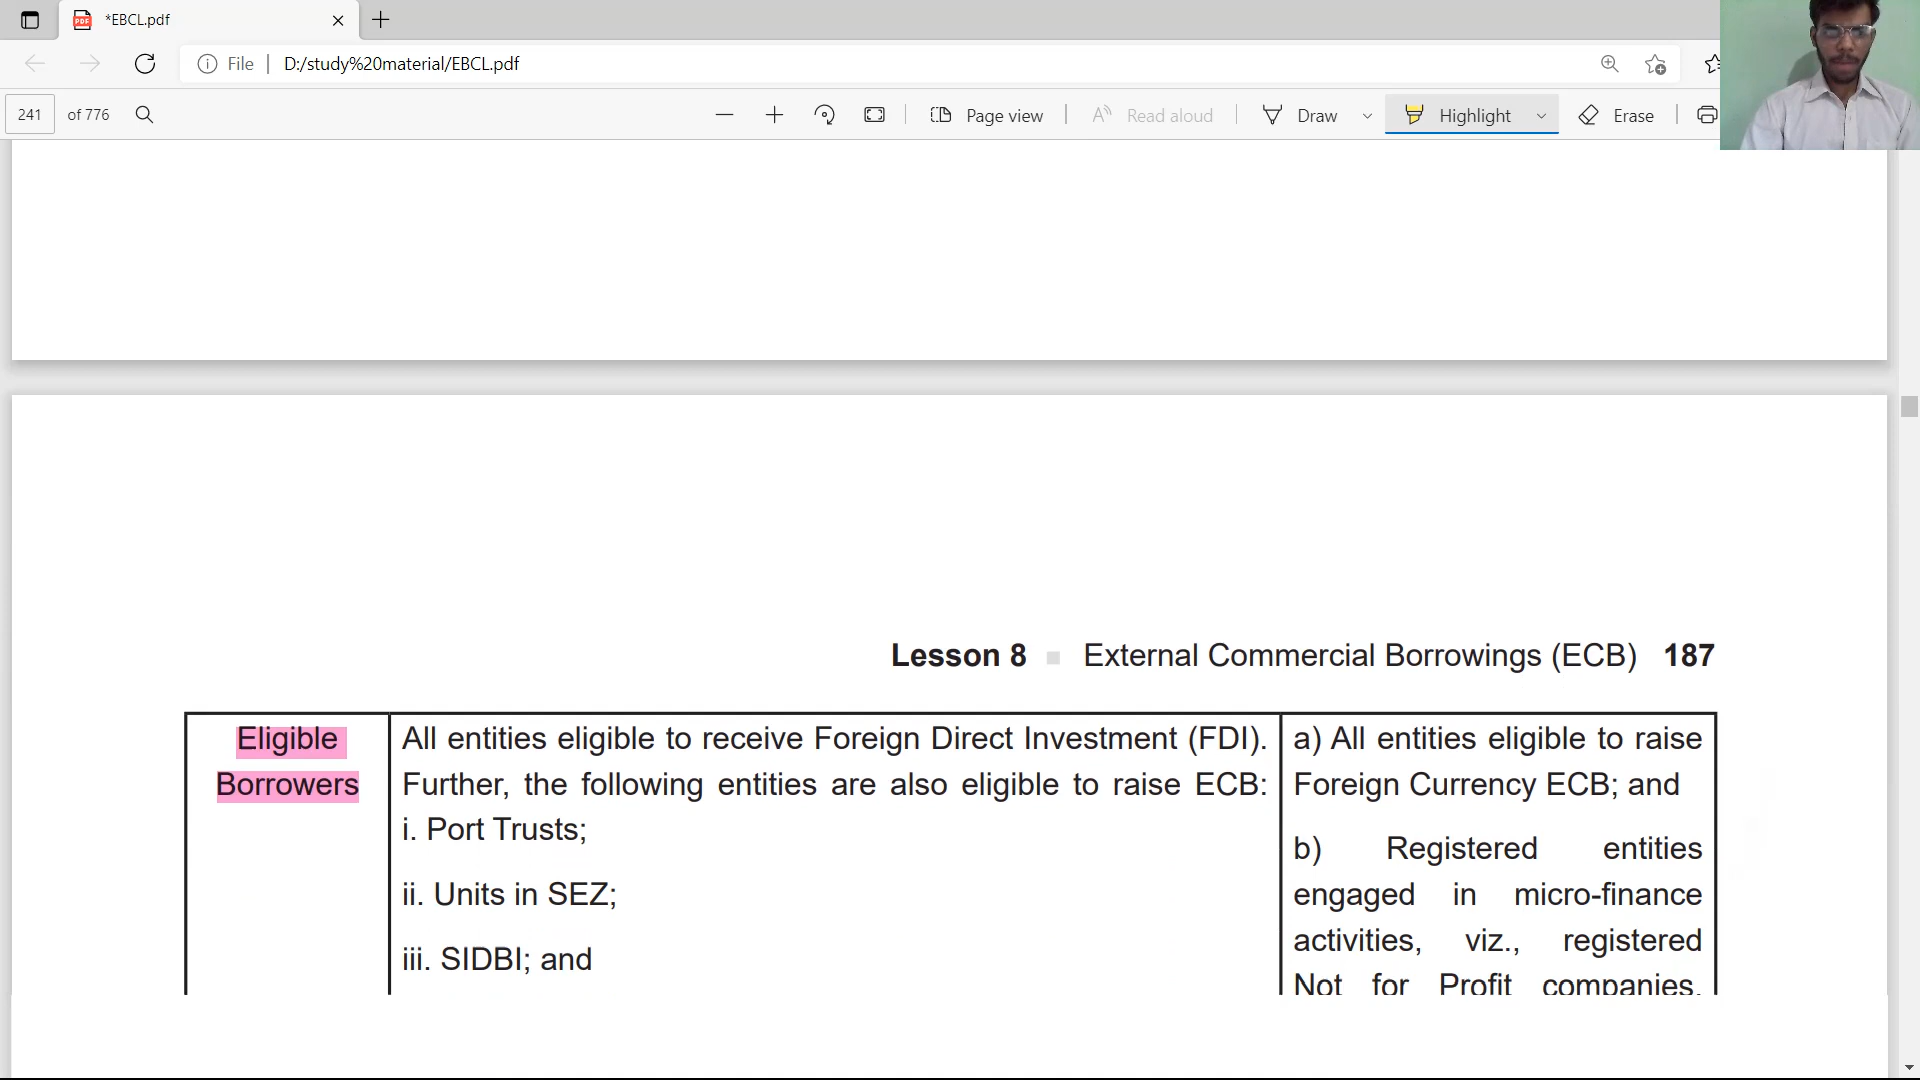 *EBCL.pdf
File
D:/study%20material/EBCL.pdf
241 of 776
Page view
Read aloud
Draw
Highlight
Erase
Lesson 8 External Commercial Borrowings (ECB) 187
Eligible
Borrowers
All entities eligible to receive Foreign Direct Investment (FDI).
Further, the following entities are also eligible to raise ECB:
i. Port Trusts;
ii. Units in SEZ;
iii. SIDBI; and
a) All entities eligible to raise
Foreign Currency ECB; and
b) Registered entities
engaged in micro-finance
activities, viz., registered
Not for Profit companies,